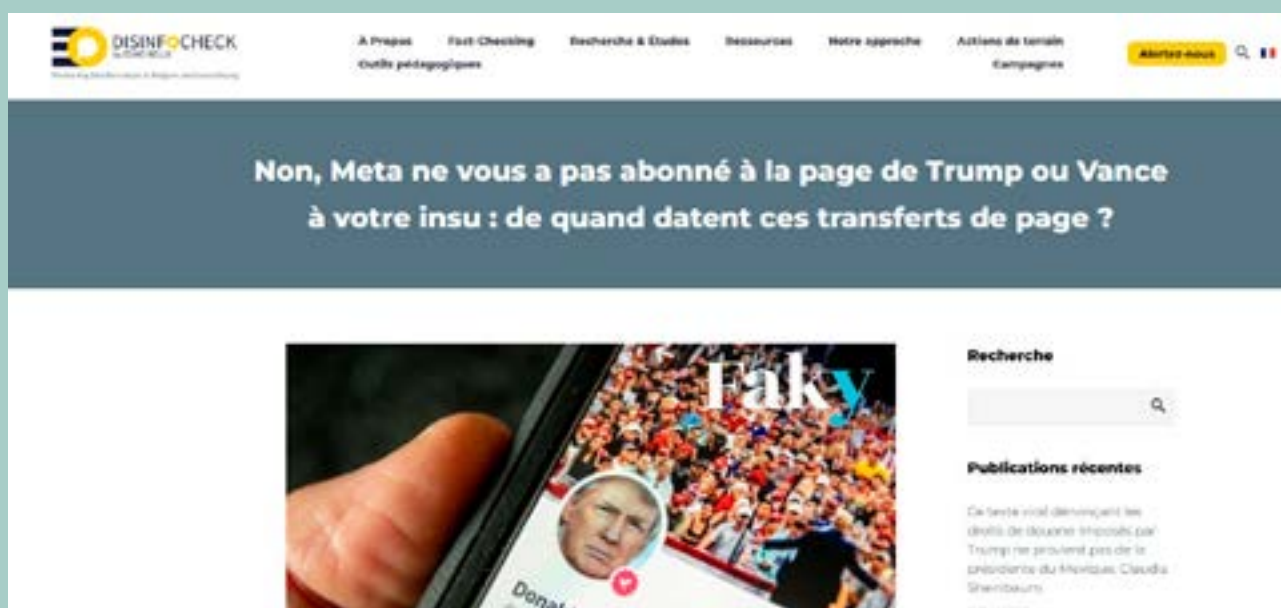 DISINFOCHECK
À Propos Fact-Checking Recherche & Études Ressources Notre approche Actions de terrain
Outils pédagogiques Campagnes
Alertez-nous
Non, Meta ne vous a pas abonné à la page de Trump ou Vance
à votre insu : de quand datent ces transferts de page ?
Faky
Recherche
Publications récentes
Ce texte viral dénonçant les
droits de douane imposés par
Trump ne provient pas de la
présidente du Mexique Claudia
Sheinbaum